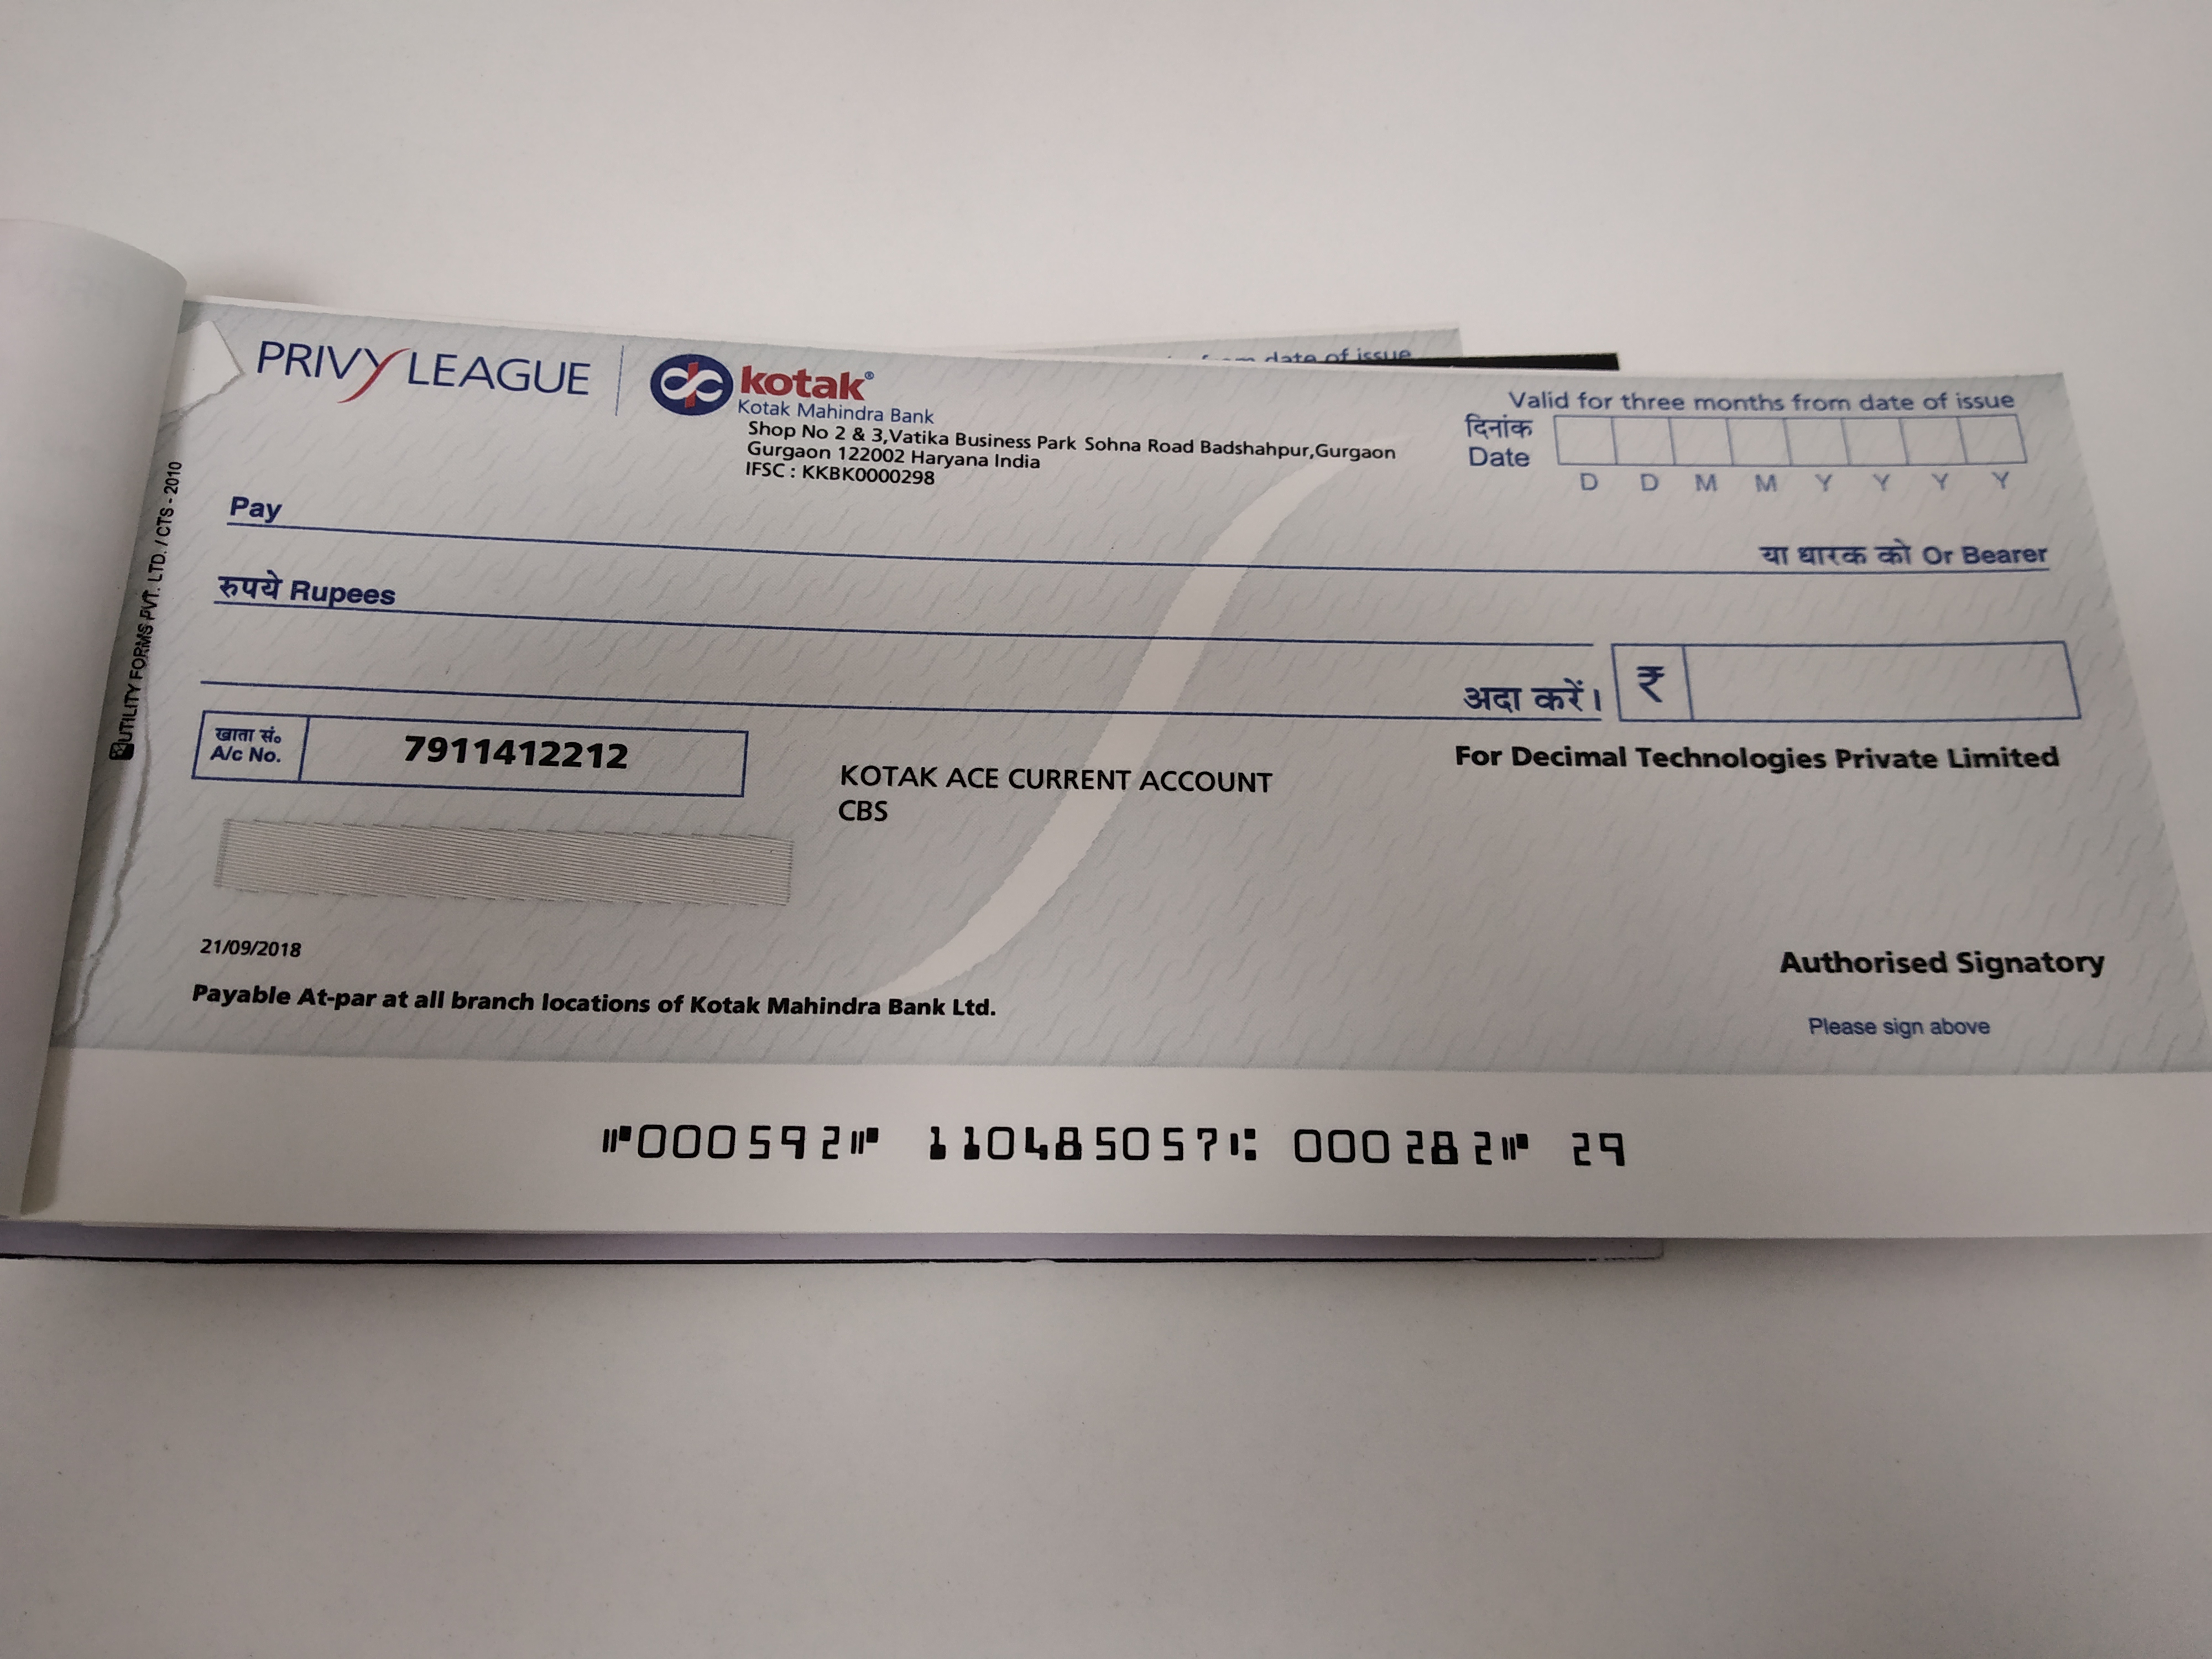 PRIVY LEAGUE
kotak®
Kotak Mahindra Bank
Shop No 2 & 3,Vatika Business Park Sohna Road Badshahpur,Gurgaon
Gurgaon 122002 Haryana India
IFSC : KKBK0000298
from date of issue
Valid for three months from date of issue
दिनांक
Date
D D M M Y Y Y Y
Pay
या धारक को Or Bearer
रुपये Rupees
अदा करें। ₹
खाता सं०
A/c No.
7911412212
KOTAK ACE CURRENT ACCOUNT
CBS
For Decimal Technologies Private Limited
21/09/2018
Payable At-par at all branch locations of Kotak Mahindra Bank Ltd.
Authorised Signatory
Please sign above
UTILITY FORMS PVT. LTD. / CTS - 2010
⑈000592⑈ 110485057⑆ 000282⑈ 29